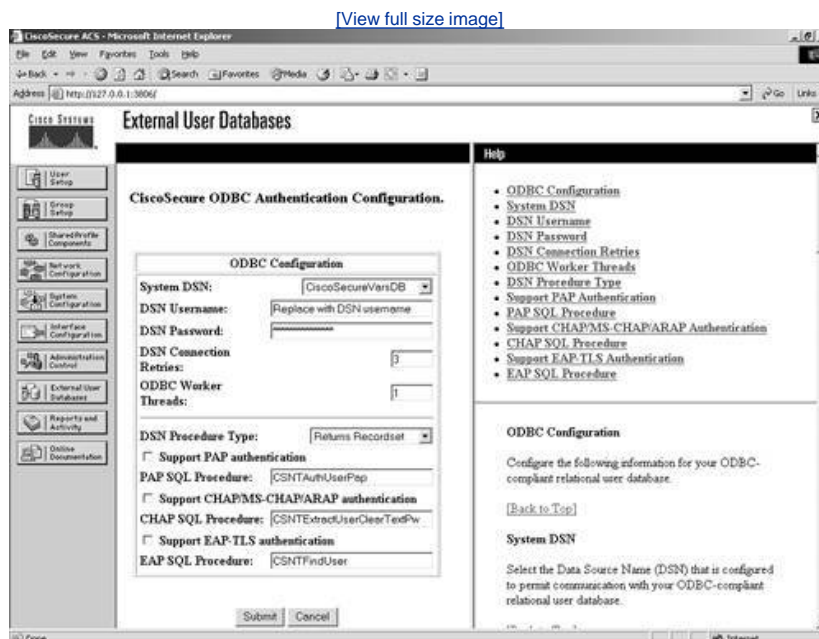 [View full size image]
CiscoSecure ACS - Microsoft Internet Explorer
File Edit View Favorites Tools Help
Back Search Favorites Media
Address http://127.0.0.1:3806/ Go Links
Cisco Systems
External User Databases
User Setup
Group Setup
Shared Profile Components
Network Configuration
System Configuration
Interface Configuration
Administration Control
External User Databases
Reports and Activity
Online Documentation
CiscoSecure ODBC Authentication Configuration.
ODBC Configuration
System DSN: CiscoSecureVarsDB
DSN Username: Replace with DSN username
DSN Password:
DSN Connection Retries: 3
ODBC Worker Threads: 1
DSN Procedure Type: Returns Recordset
Support PAP authentication
PAP SQL Procedure: CSNTAuthUserPap
Support CHAP/MS-CHAP/ARAP authentication
CHAP SQL Procedure: CSNTExtractUserClearTextPw
Support EAP-TLS authentication
EAP SQL Procedure: CSNTFindUser
Submit Cancel
Help
ODBC Configuration
System DSN
DSN Username
DSN Password
DSN Connection Retries
ODBC Worker Threads
DSN Procedure Type
Support PAP Authentication
PAP SQL Procedure
Support CHAP/MS-CHAP/ARAP Authentication
CHAP SQL Procedure
Support EAP-TLS Authentication
EAP SQL Procedure
ODBC Configuration
Configure the following information for your ODBC-
compliant relational user database.
[Back to Top]
System DSN
Select the Data Source Name (DSN) that is configured
to permit communication with your ODBC-compliant
relational user database.
Done Internet